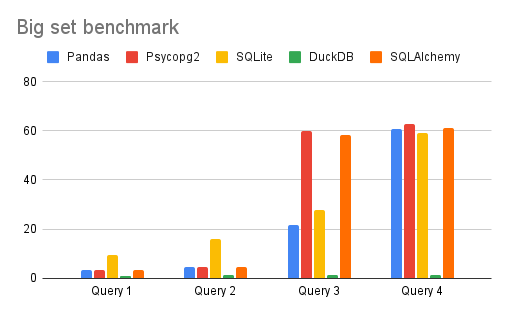 Big set benchmark
Pandas Psycopg2 SQLite DuckDB SQLAlchemy
80
60
40
20
0
Query 1 Query 2 Query 3 Query 4